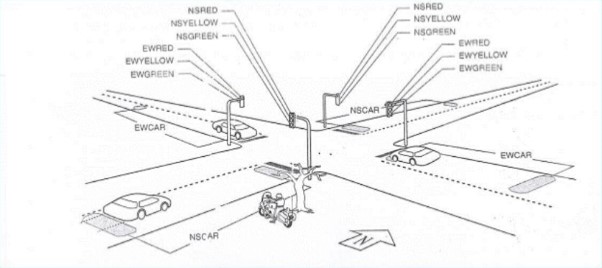 NSRED
NSYELLOW
NSGREEN
EWRED
EWYELLOW
EWGREEN
NSRED
NSYELLOW
NSGREEN
EWRED
EWYELLOW
EWGREEN
NSCAR
EWCAR
EWCAR
NSCAR
N